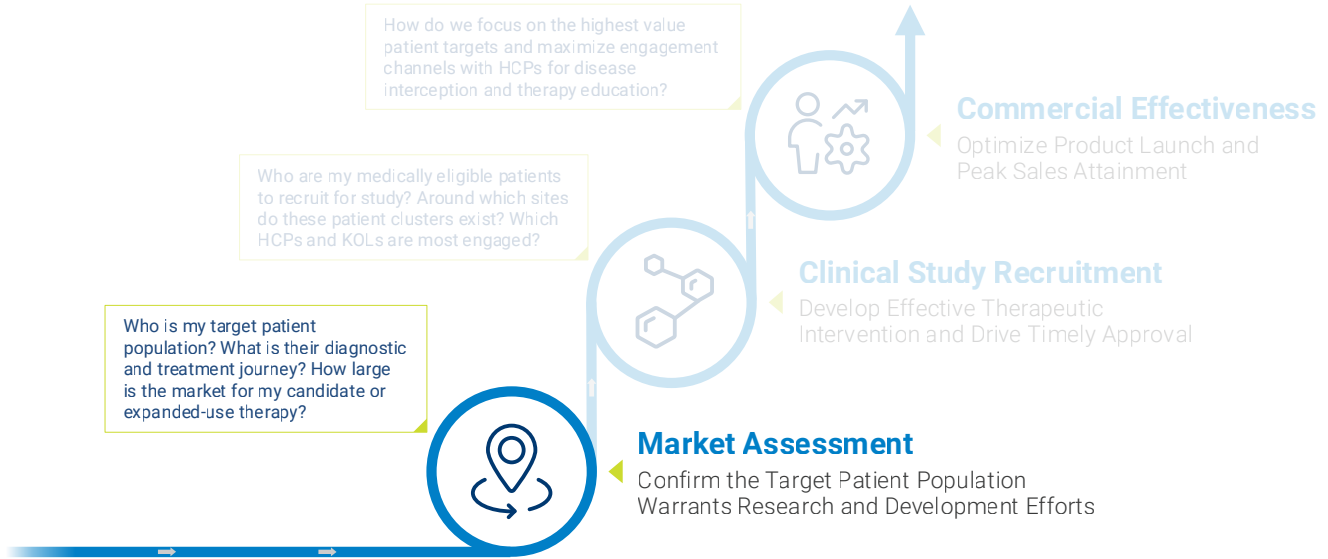 How do we focus on the highest value
patient targets and maximize engagement
channels with HCPs for disease
interception and therapy education?
Commercial Effectiveness
Optimize Product Launch and
Peak Sales Attainment
Who are my medically eligible patients
to recruit for study? Around which sites
do these patient clusters exist? Which
HCPs and KOLs are most engaged?
Clinical Study Recruitment
Develop Effective Therapeutic
Intervention and Drive Timely Approval
Who is my target patient
population? What is their diagnostic
and treatment journey? How large
is the market for my candidate or
expanded-use therapy?
Market Assessment
Confirm the Target Patient Population
Warrants Research and Development Efforts